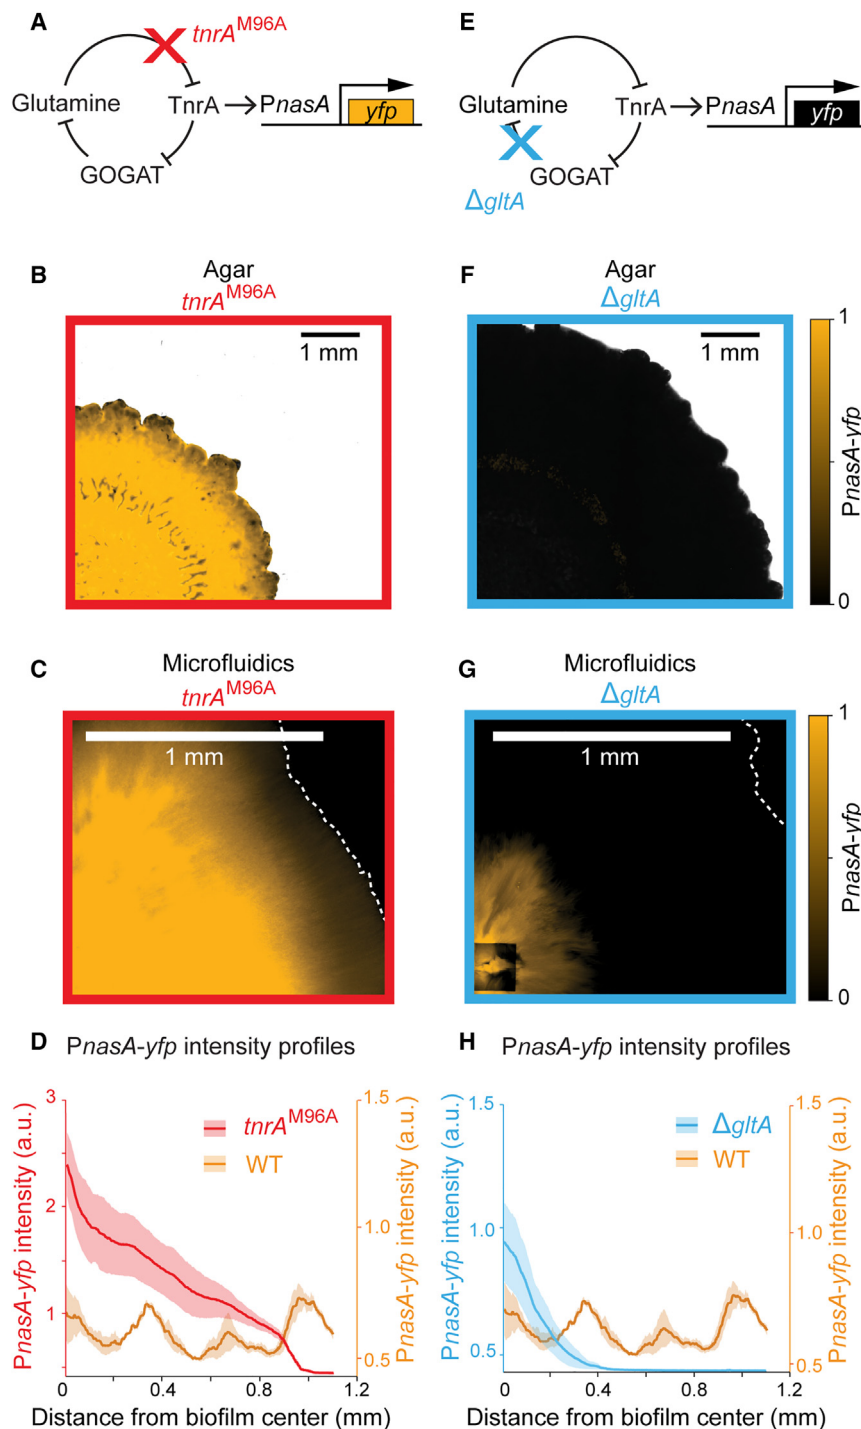 A
tnrA^M96A
Glutamine
TnrA
PnasA
yfp
GOGAT
E
Glutamine
TnrA
PnasA
yfp
GOGAT
ΔgltA
B
Agar
tnrA^M96A
1 mm
F
Agar
ΔgltA
1 mm
1
PnasA-yfp
0
C
Microfluidics
tnrA^M96A
1 mm
G
Microfluidics
ΔgltA
1 mm
1
PnasA-yfp
0
D
PnasA-yfp intensity profiles
PnasA-yfp intensity (a.u.)
3
2
1
tnrA^M96A
WT
1.5
1.0
0.5
PnasA-yfp intensity (a.u.)
0
0.4
0.8
1.2
Distance from biofilm center (mm)
H
PnasA-yfp intensity profiles
PnasA-yfp intensity (a.u.)
1.5
1.0
0.5
ΔgltA
WT
1.5
1.0
0.5
PnasA-yfp intensity (a.u.)
0
0.4
0.8
1.2
Distance from biofilm center (mm)